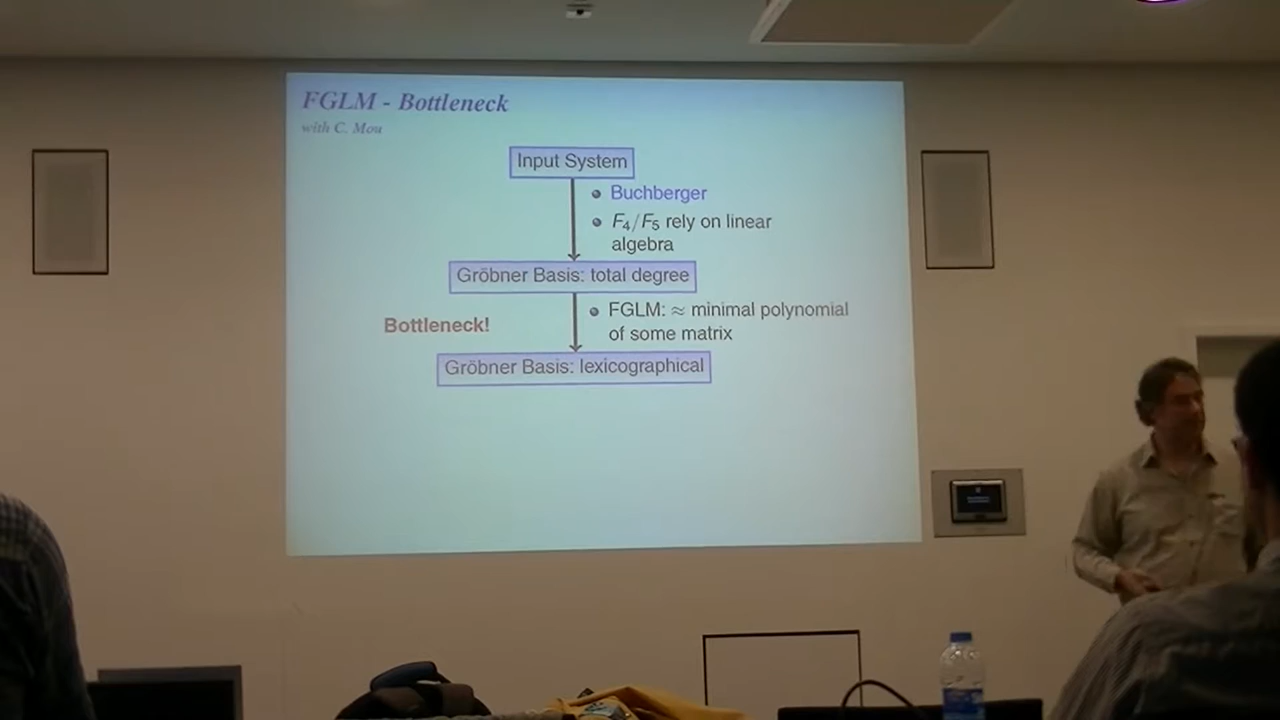 FGLM - Bottleneck
with C. Mou
Input System
Buchberger
F₄/F₅ rely on linear
algebra
Gröbner Basis: total degree
Bottleneck!
FGLM: ≈ minimal polynomial
of some matrix
Gröbner Basis: lexicographical